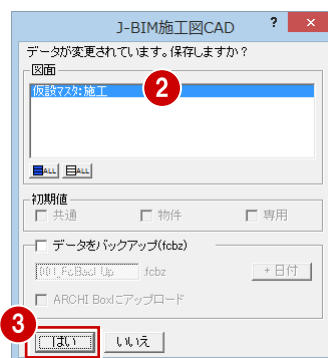 J-BIM施工図CAD
? ×
データが変更されています。保存しますか？
図面
仮設マスタ:施工
2
ALL ALL
初期値
共通 物件 専用
データをバックアップ(fcbz)
.fcbz +日付
ARCHI Boxにアップロード
3
はい いいえ